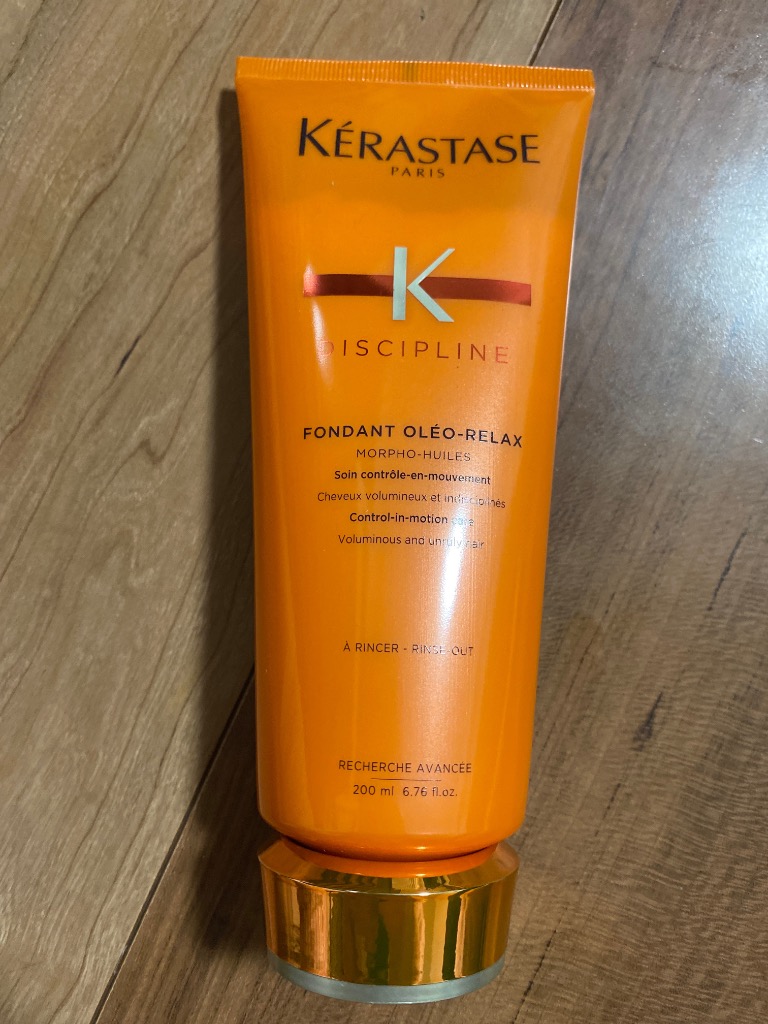 KÉRASTASE
PARIS
K
DISCIPLINE
FONDANT OLÉO-RELAX
MORPHO-HUILES
Soin contrôle-en-mouvement
Cheveux volumineux et indisciplinés
Control-in-motion care
Voluminous and unruly hair
À RINCER - RINSE-OUT
RECHERCHE AVANCÉE
200 ml 6.76 fl.oz.